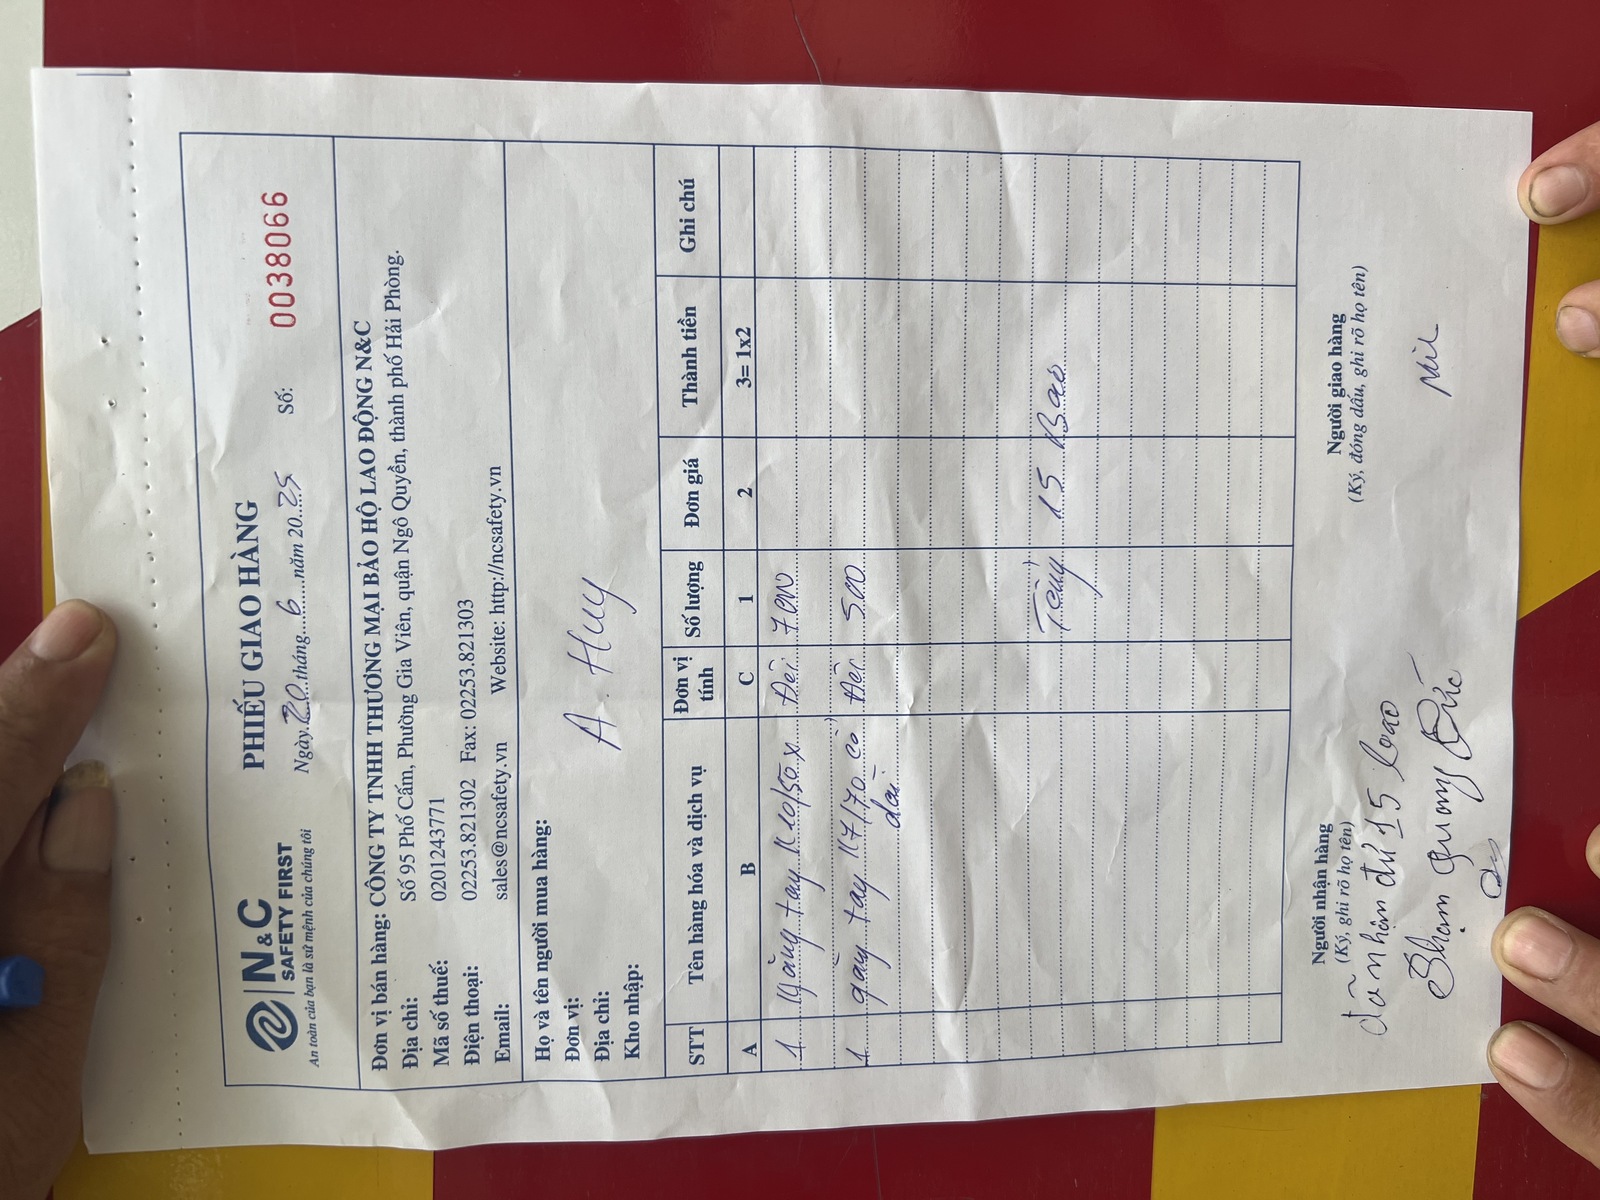 N&C
SAFETY FIRST
An toàn của bạn là sứ mệnh của chúng tôi
PHIẾU GIAO HÀNG
Ngày 20 tháng 6 năm 2025 Số: 0038066
Đơn vị bán hàng: CÔNG TY TNHH THƯƠNG MẠI BẢO HỘ LAO ĐỘNG N&C
Địa chỉ: Số 95 Phố Cấm, Phường Gia Viên, quận Ngô Quyền, thành phố Hải Phòng.
Mã số thuế: 0201243771
Điện thoại: 02253.821302 Fax: 02253.821303
Email: sales@ncsafety.vn Website: http://ncsafety.vn
Họ và tên người mua hàng:
Đơn vị: A. Huy
Địa chỉ:
Kho nhập:
STT Tên hàng hóa và dịch vụ Đơn vị tính Số lượng Đơn giá Thành tiền Ghi chú
A B C 1 2 3= 1x2
1 găng tay K10/50 x đôi 7000
1 găng tay K7/70 cổ đôi 500
dài
Tổng 15 Bao
Người nhận hàng Người giao hàng
(Ký, ghi rõ họ tên) (Ký, đóng dấu, ghi rõ họ tên)
đã nhận đủ 15 bao
Phạm Quang Đức